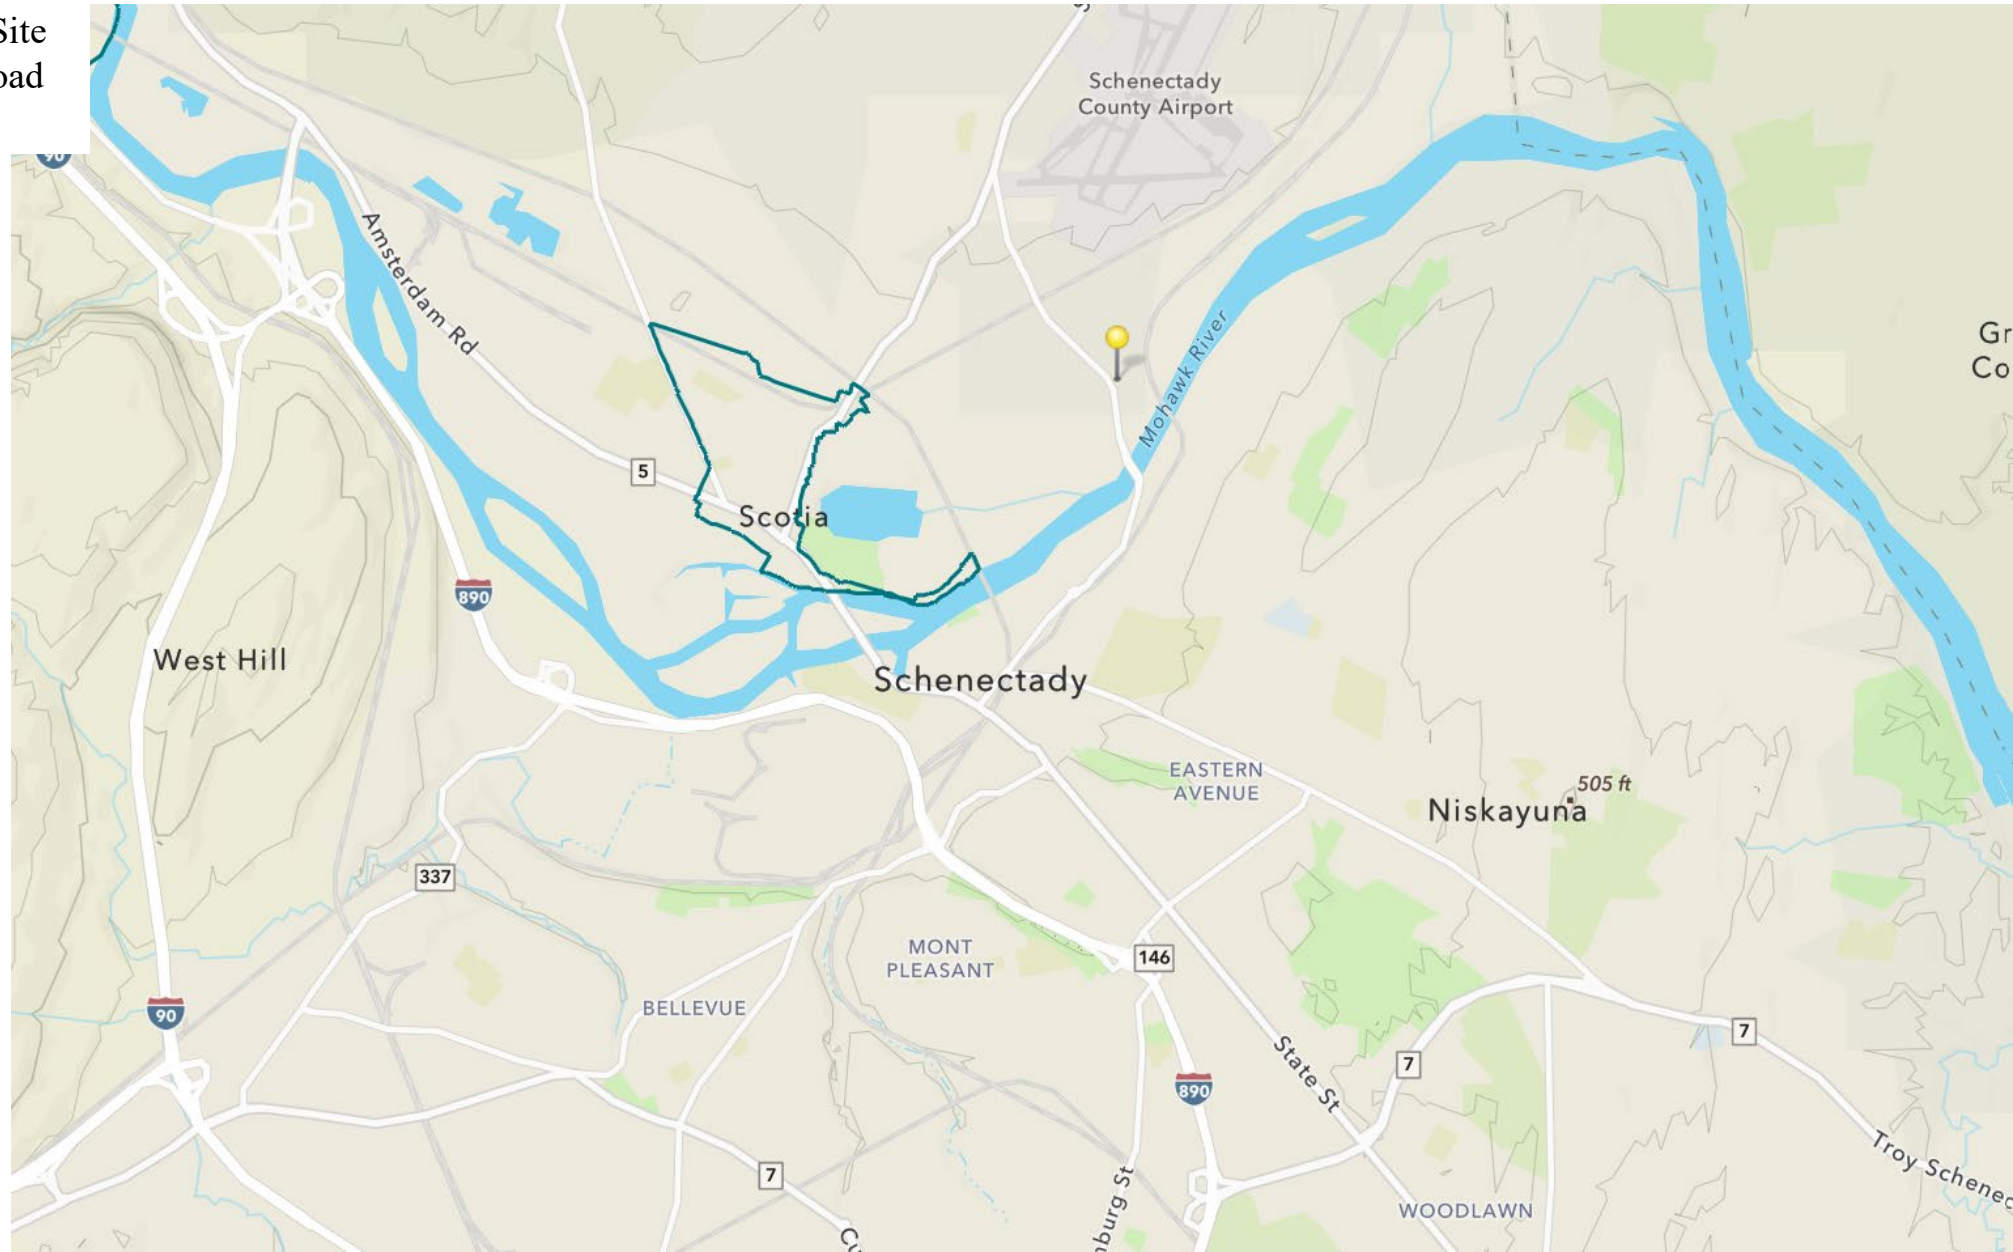 Site
oad
90
Schenectady
County Airport
Amsterdam Rd
Mohawk River
Gr
Co
5
Scotia
890
West Hill
Schenectady
EASTERN
AVENUE
505 ft
Niskayuna
337
MONT
PLEASANT
146
BELLEVUE
90
7
7
State St
890
Troy Schenec
7
nburg St
WOODLAWN
Cu